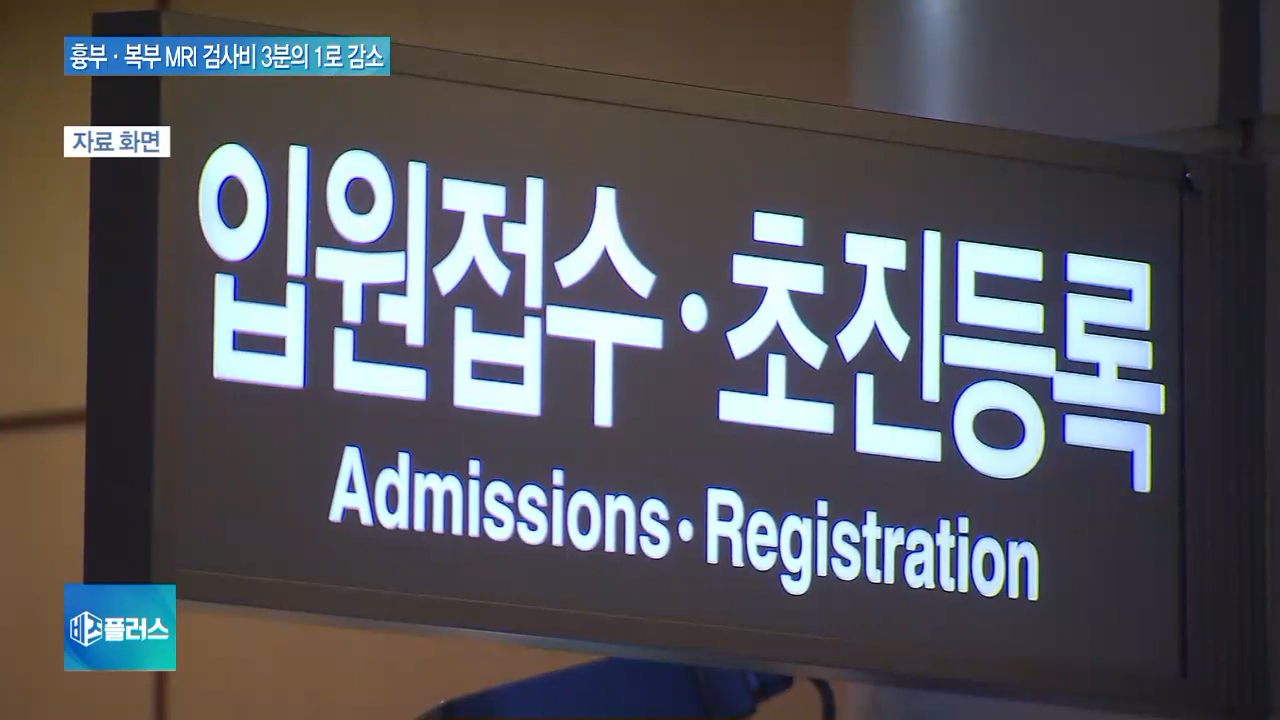 흉부·복부 MRI 검사비 3분의 1로 감소
자료 화면
입원접수·초진등록
Admissions·Registration
비즈플러스